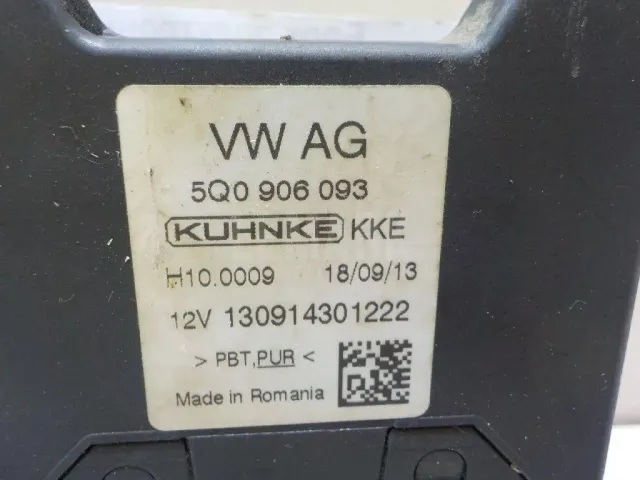 VW AG
5Q0 906 093
KUHNKE KKE
H10.0009 18/09/13
12V 130914301222
> PBT,PUR <
Made in Romania